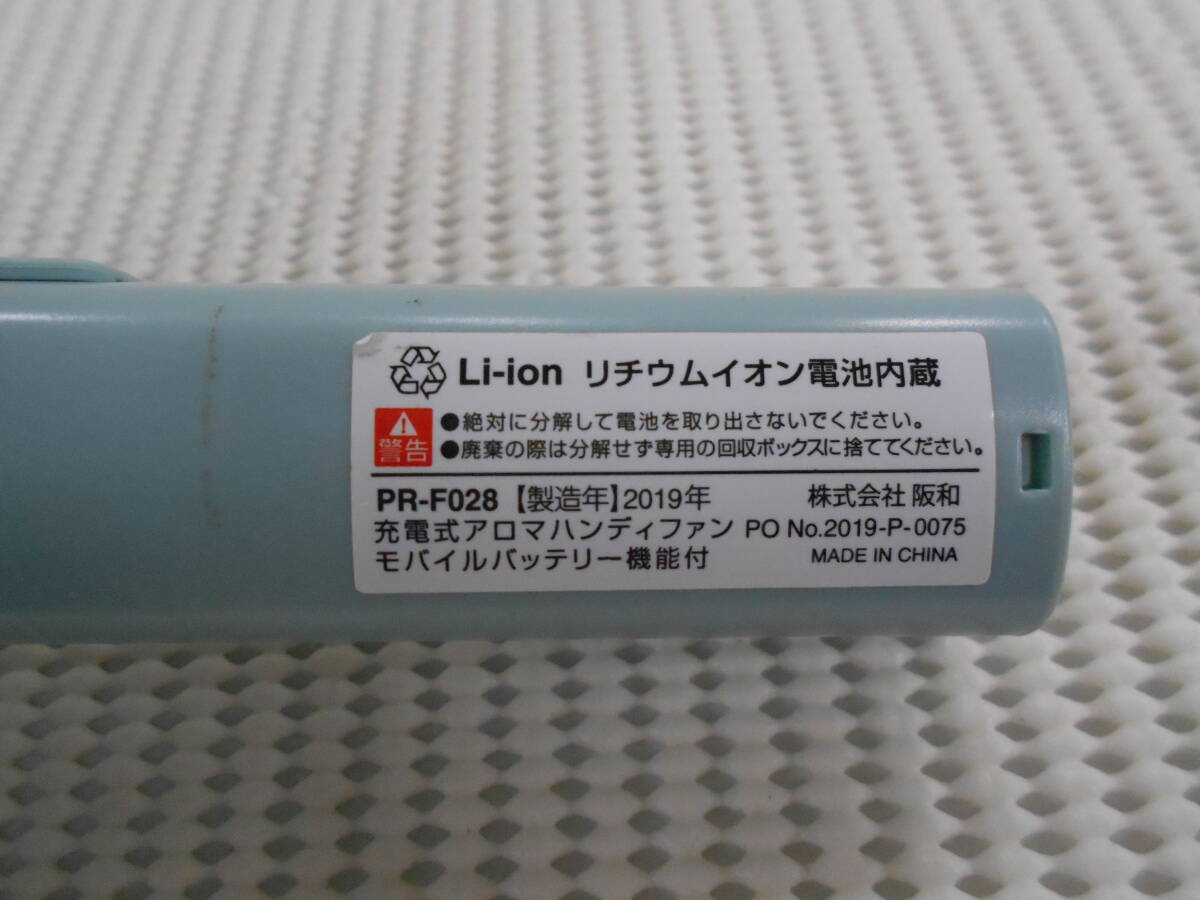 Li-ion リチウムイオン電池内蔵
警告
●絶対に分解して電池を取り出さないでください。
●廃棄の際は分解せず専用の回収ボックスに捨ててください。
PR-F028【製造年】2019年 株式会社 阪和
充電式アロマハンディファン PO No.2019-P-0075
モバイルバッテリー機能付 MADE IN CHINA